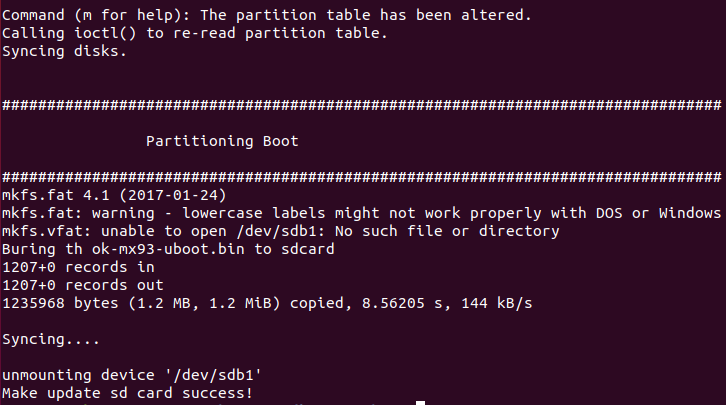 Command (m for help): The partition table has been altered.
Calling ioctl() to re-read partition table.
Syncing disks.
################################################################################
Partitioning Boot
################################################################################
mkfs.fat 4.1 (2017-01-24)
mkfs.fat: warning - lowercase labels might not work properly with DOS or Windows
mkfs.vfat: unable to open /dev/sdb1: No such file or directory
Buring th ok-mx93-uboot.bin to sdcard
1207+0 records in
1207+0 records out
1235968 bytes (1.2 MB, 1.2 MiB) copied, 8.56205 s, 144 kB/s
Syncing....
unmounting device '/dev/sdb1'
Make update sd card success!